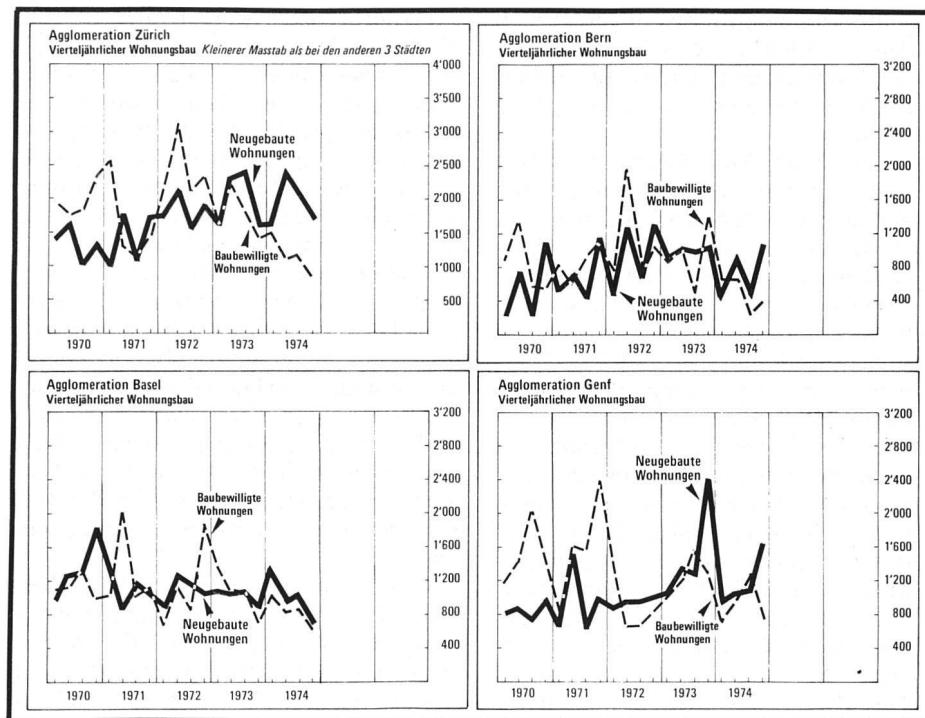 Agglomeration Zürich
Vierteljährlicher Wohnungsbau Kleinerer Masstab als bei den anderen 3 Städten
4'000
3'500
3'000
2'500
2'000
1'500
1'000
500
Neugebaute
Wohnungen
Baubewilligte
Wohnungen
1970 1971 1972 1973 1974
Agglomeration Bern
Vierteljährlicher Wohnungsbau
3'200
2'800
2'400
2'000
1'600
1'200
800
400
Baubewilligte
Wohnungen
Neugebaute
Wohnungen
1970 1971 1972 1973 1974
Agglomeration Basel
Vierteljährlicher Wohnungsbau
3'200
2'800
2'400
2'000
1'600
1'200
800
400
Baubewilligte
Wohnungen
Neugebaute
Wohnungen
1970 1971 1972 1973 1974
Agglomeration Genf
Vierteljährlicher Wohnungsbau
3'200
2'800
2'400
2'000
1'600
1'200
800
400
Neugebaute
Wohnungen
Baubewilligte
Wohnungen
1970 1971 1972 1973 1974